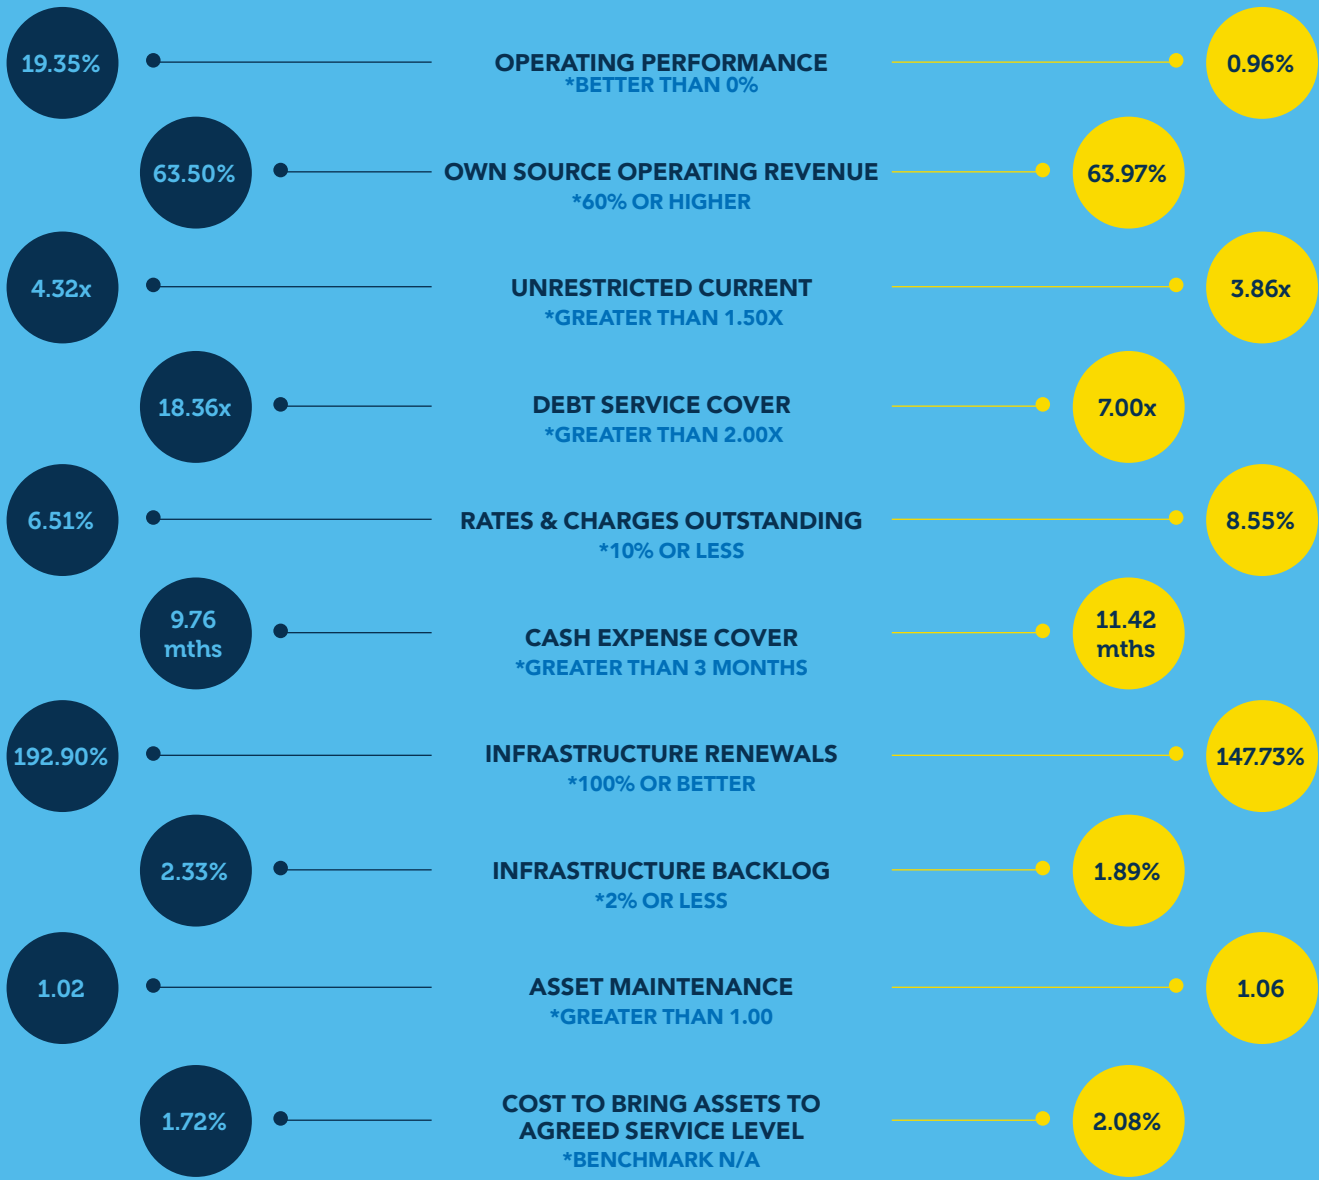 19.35%
OPERATING PERFORMANCE
*BETTER THAN 0%
0.96%
63.50%
OWN SOURCE OPERATING REVENUE
*60% OR HIGHER
63.97%
4.32x
UNRESTRICTED CURRENT
*GREATER THAN 1.50X
3.86x
18.36x
DEBT SERVICE COVER
*GREATER THAN 2.00X
7.00x
6.51%
RATES & CHARGES OUTSTANDING
*10% OR LESS
8.55%
9.76
mths
CASH EXPENSE COVER
*GREATER THAN 3 MONTHS
11.42
mths
192.90%
INFRASTRUCTURE RENEWALS
*100% OR BETTER
147.73%
2.33%
INFRASTRUCTURE BACKLOG
*2% OR LESS
1.89%
1.02
ASSET MAINTENANCE
*GREATER THAN 1.00
1.06
1.72%
COST TO BRING ASSETS TO
AGREED SERVICE LEVEL
*BENCHMARK N/A
2.08%